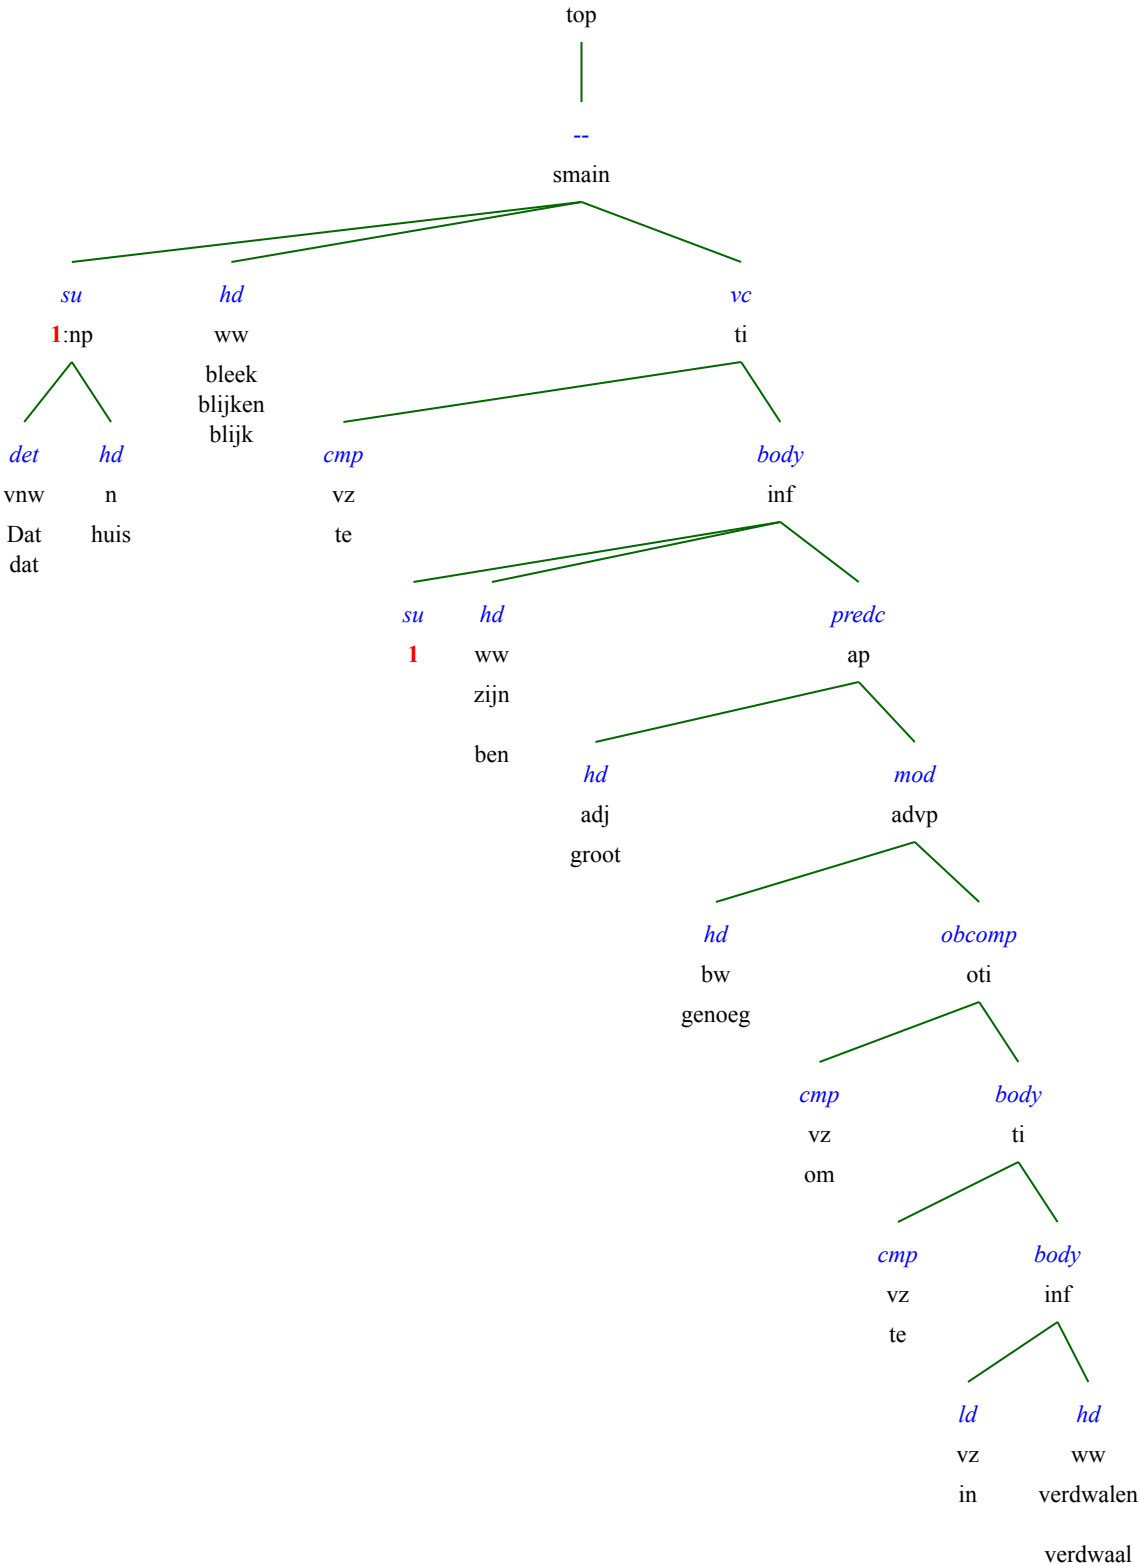 top
--
smain
su hd vc
1:np ww ti
bleek
blijken
blijk
det hd cmp body
vnw n vz inf
Dat huis te
dat
su hd predc
1 ww ap
zijn
ben
hd mod
adj advp
groot
hd obcomp
bw oti
genoeg
cmp body
vz ti
om
cmp body
vz inf
te
ld hd
vz ww
in verdwalen
verdwaal